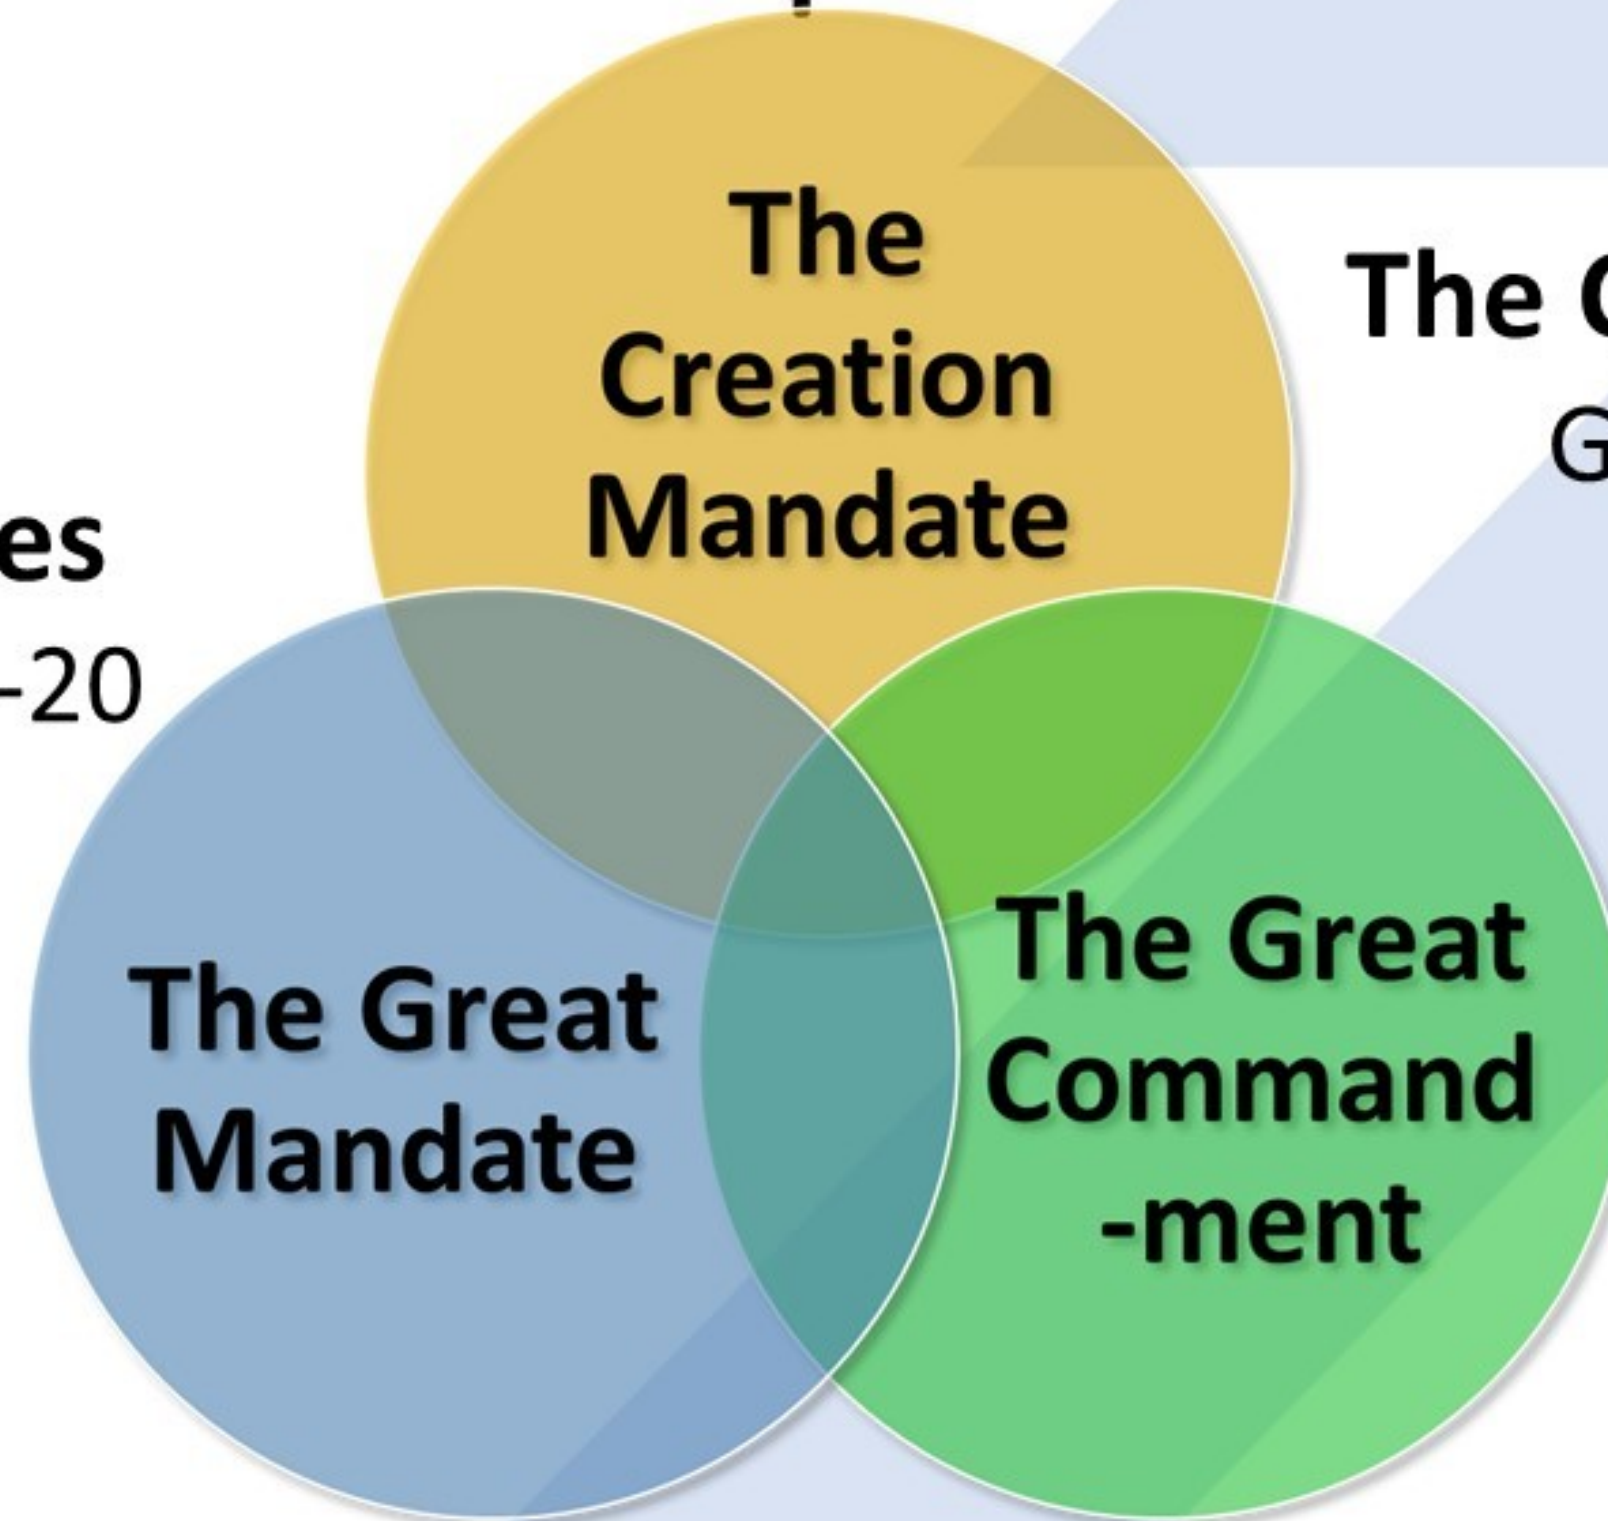 The
Creation
Mandate
The
es
-20
The Great
Mandate
The Great
Command
-ment